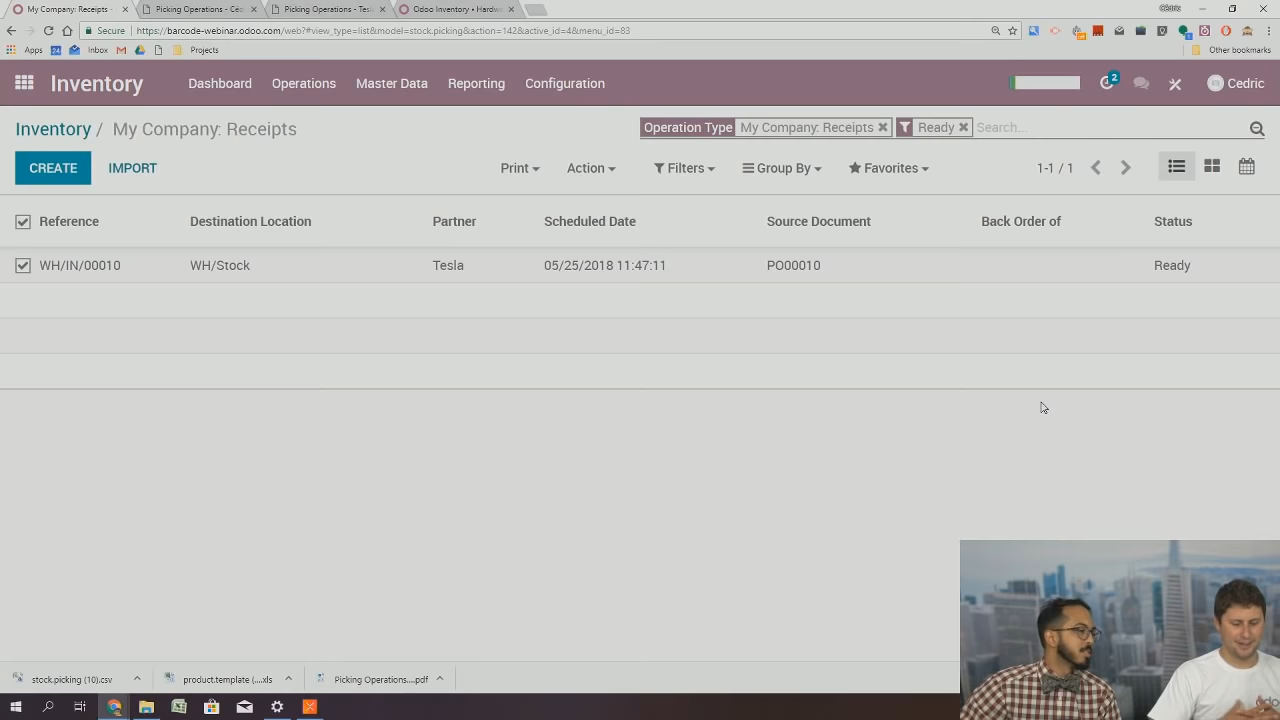 My Company: Receipts -
Picking Operations - Céd
Picking Operations - Tesl
Odoo Inventory • Hardw
Secure
https://barcode-webinar.odoo.com/web?#view_type=list&model=stock.picking&action=142&active_id=4&menu_id=83
Apps
Inbox
Projects
Other bookmarks
Inventory
Dashboard
Operations
Master Data
Reporting
Configuration
2
Cedric
Inventory / My Company: Receipts
Operation Type My Company: Receipts
Ready
Search...
CREATE
IMPORT
Print
Action
Filters
Group By
Favorites
1-1 / 1
Reference Destination Location Partner Scheduled Date Source Document Back Order of Status
WH/IN/00010 WH/Stock Tesla 05/25/2018 11:47:11 PO00010 Ready
stock.picking (10).csv
product.template (....xls
Picking Operations....pdf